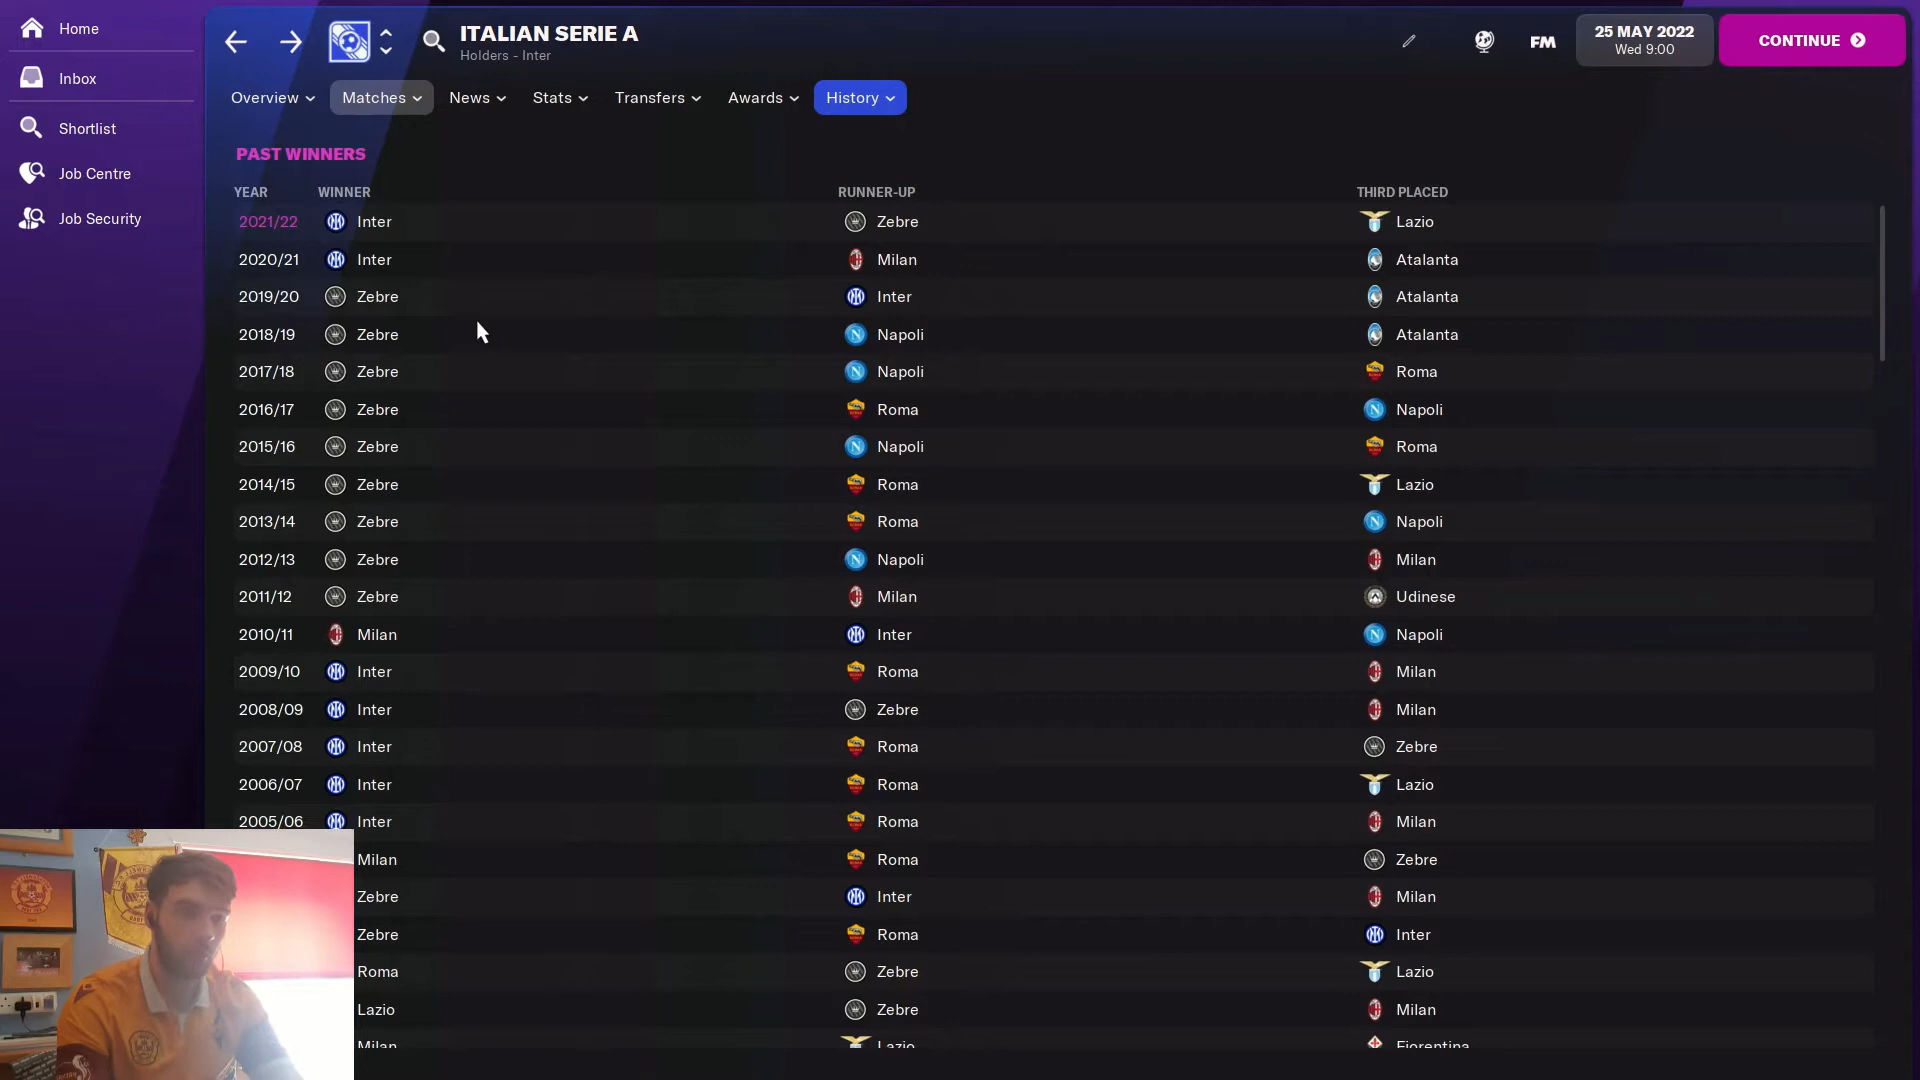 Home
Inbox
Shortlist
Job Centre
Job Security
ITALIAN SERIE A
Holders - Inter
FM
25 MAY 2022
Wed 9:00
CONTINUE
Overview Matches News Stats Transfers Awards History
PAST WINNERS
YEAR WINNER RUNNER-UP THIRD PLACED
2021/22 Inter Zebre Lazio
2020/21 Inter Milan Atalanta
2019/20 Zebre Inter Atalanta
2018/19 Zebre Napoli Atalanta
2017/18 Zebre Napoli Roma
2016/17 Zebre Roma Napoli
2015/16 Zebre Napoli Roma
2014/15 Zebre Roma Lazio
2013/14 Zebre Roma Napoli
2012/13 Zebre Napoli Milan
2011/12 Zebre Milan Udinese
2010/11 Milan Inter Napoli
2009/10 Inter Roma Milan
2008/09 Inter Zebre Milan
2007/08 Inter Roma Zebre
2006/07 Inter Roma Lazio
2005/06 Inter Roma Milan
Milan Roma Zebre
Zebre Inter Milan
Zebre Roma Inter
Roma Zebre Lazio
Lazio Zebre Milan
Milan Lazio Fiorentina